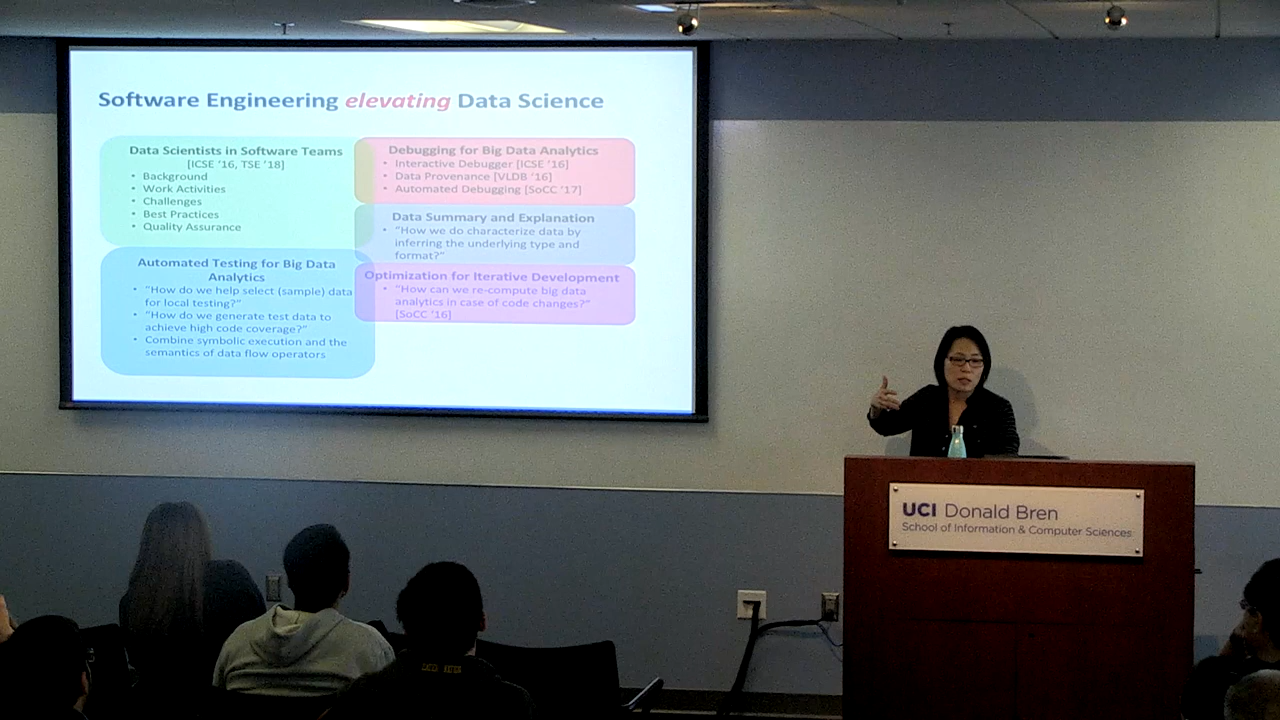 Software Engineering elevating Data Science
Data Scientists in Software Teams
[ICSE '16, TSE '18]
• Background
• Work Activities
• Challenges
• Best Practices
• Quality Assurance
Automated Testing for Big Data
Analytics
• "How do we help select (sample) data
for local testing?"
• "How do we generate test data to
achieve high code coverage?"
• Combine symbolic execution and the
semantics of data flow operators
Debugging for Big Data Analytics
• Interactive Debugger [ICSE '16]
• Data Provenance [VLDB '16]
• Automated Debugging [SoCC '17]
Data Summary and Explanation
• "How we do characterize data by
inferring the underlying type and
format?"
Optimization for Iterative Development
• "How can we re-compute big data
analytics in case of code changes?"
[SoCC '16]
UCI Donald Bren
School of Information & Computer Sciences